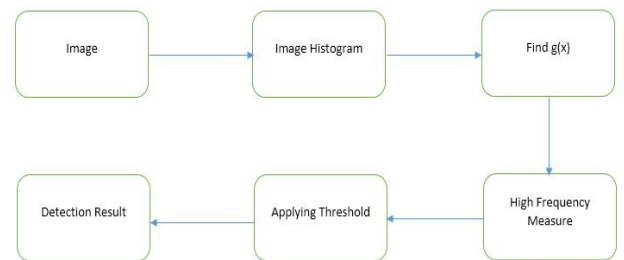 Image
Image Histogram
Find g(x)
High Frequency
Measure
Applying Threshold
Detection Result